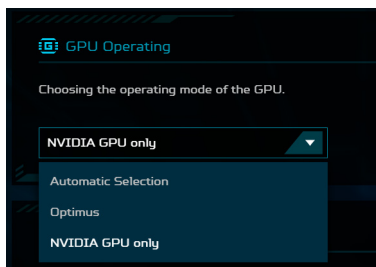 GPU Operating
Choosing the operating mode of the GPU.
NVIDIA GPU only
Automatic Selection
Optimus
NVIDIA GPU only